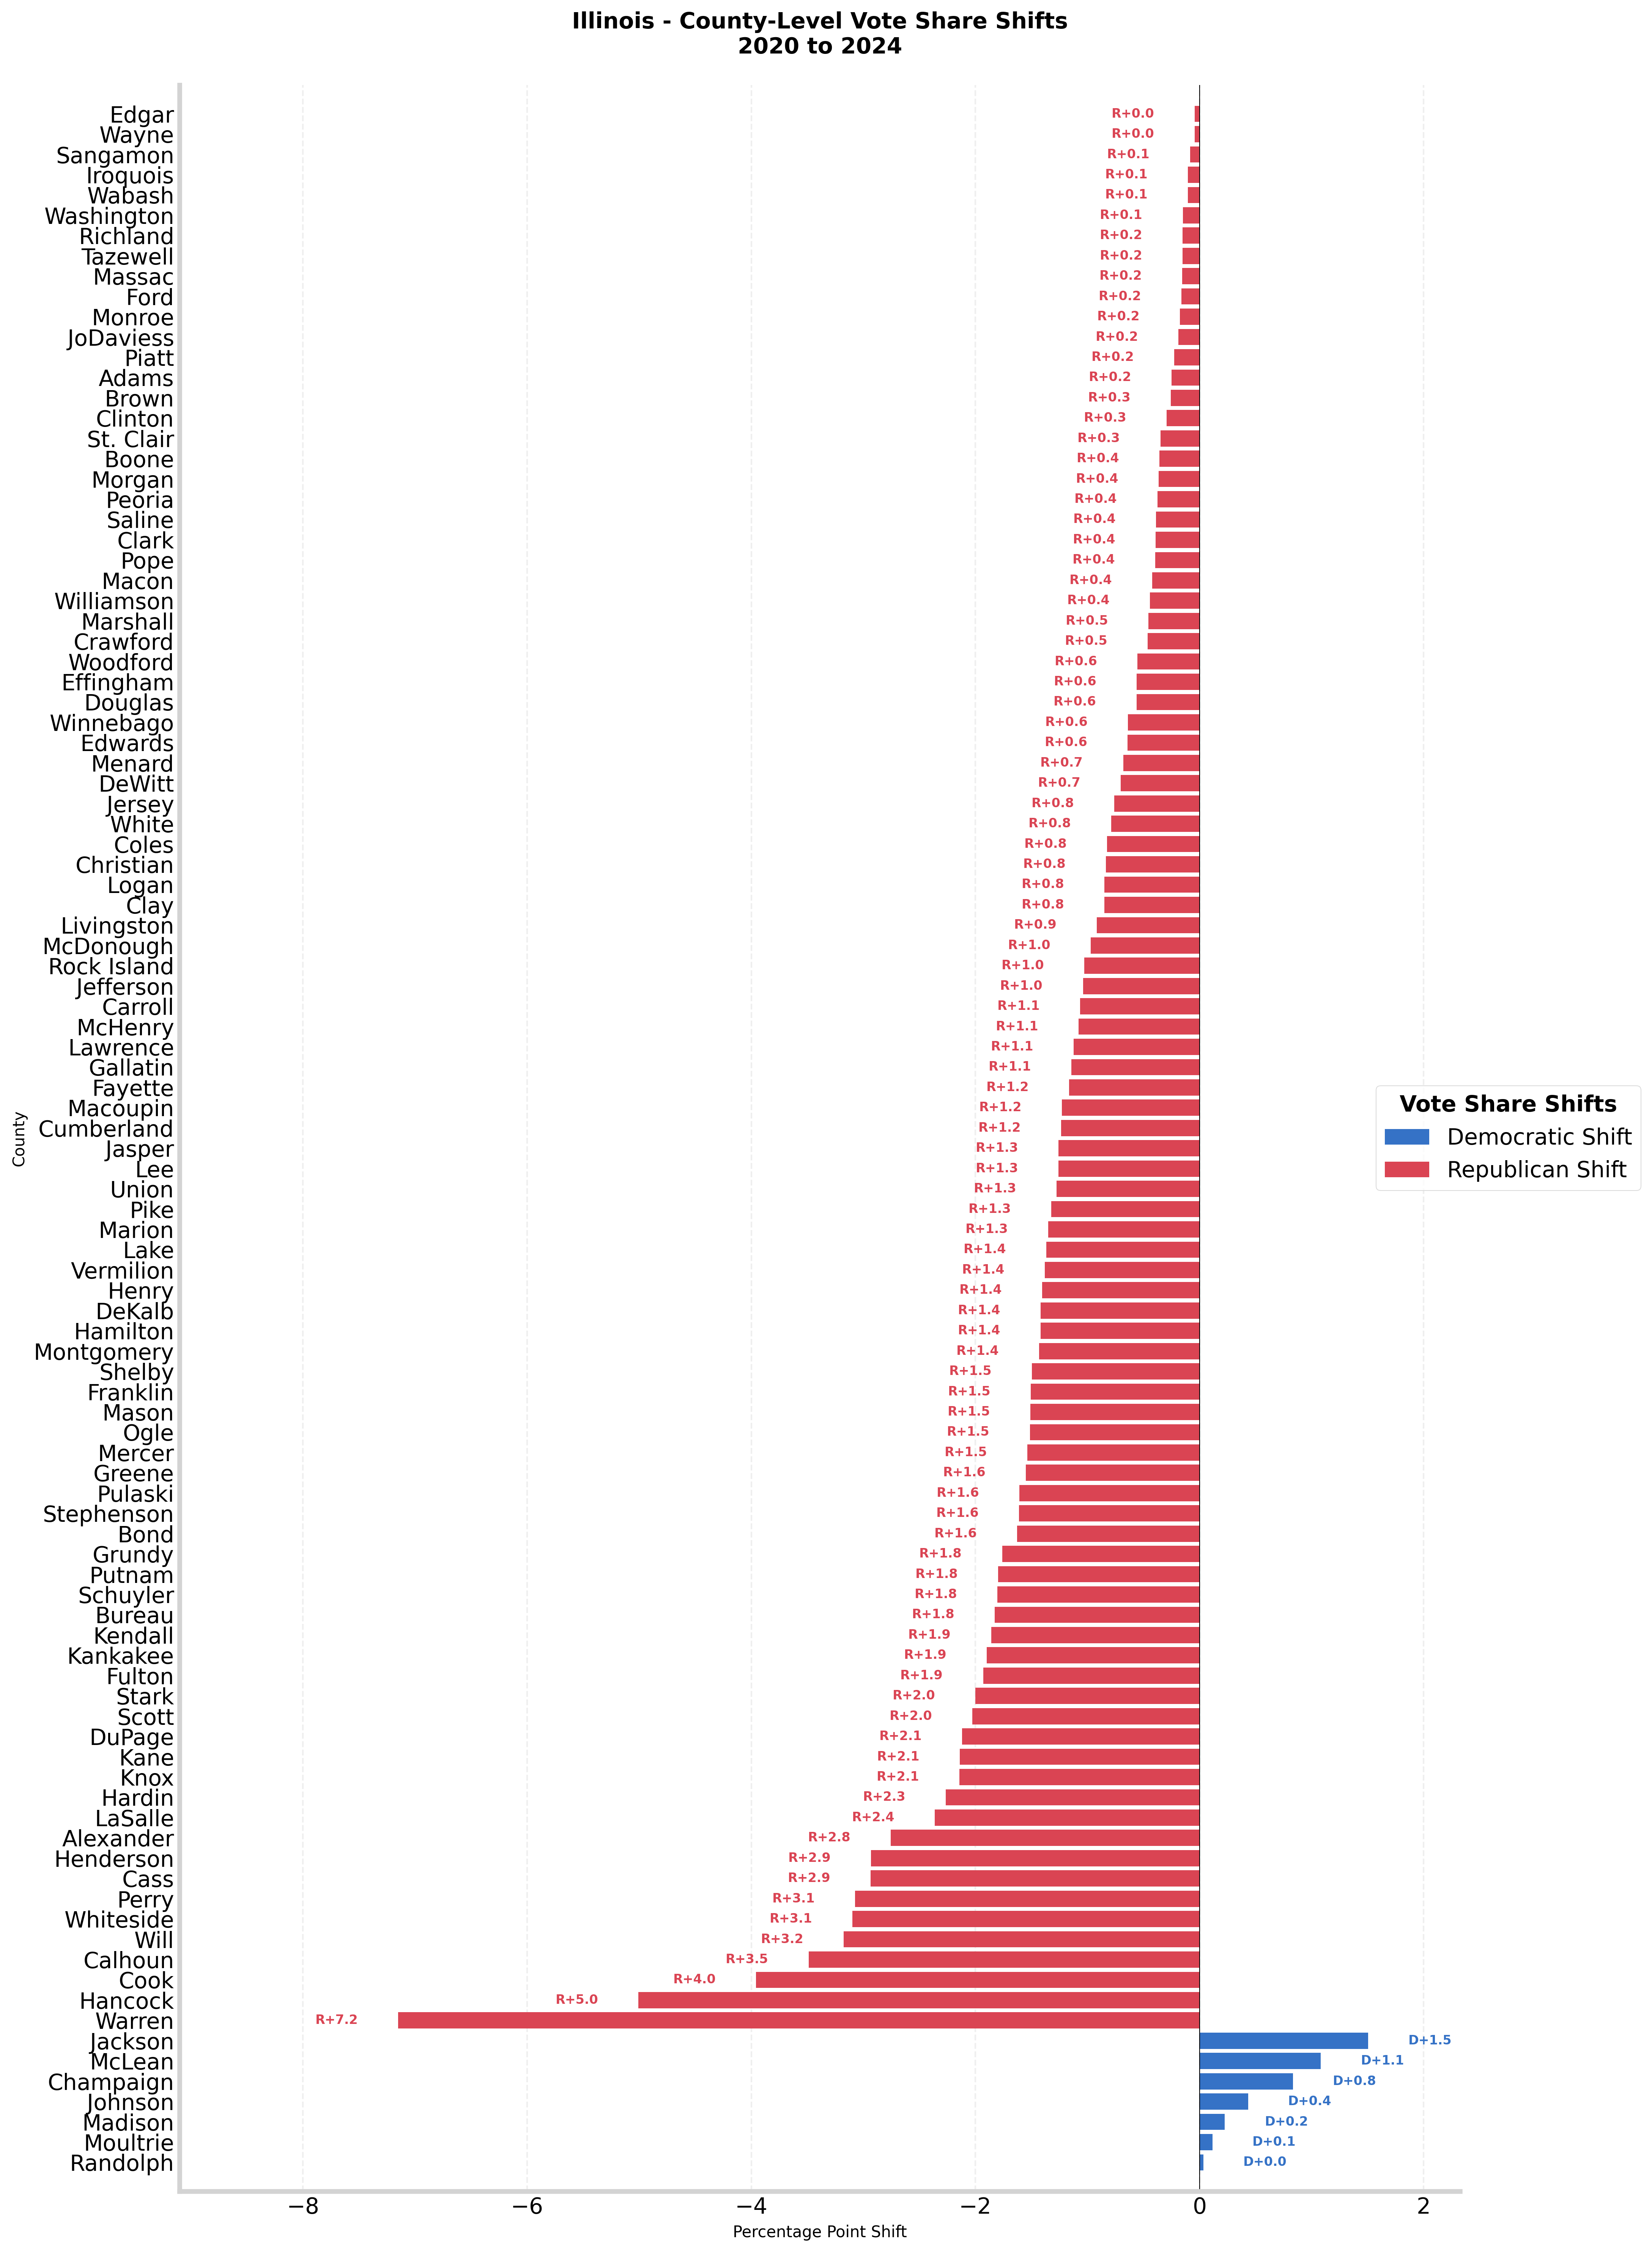 Illinois - County-Level Vote Share Shifts
2020 to 2024
Edgar R+0.0
Wayne R+0.0
Sangamon R+0.1
Iroquois R+0.1
Wabash R+0.1
Washington R+0.1
Richland R+0.2
Tazewell R+0.2
Massac R+0.2
Ford R+0.2
Monroe R+0.2
JoDaviess R+0.2
Piatt R+0.2
Adams R+0.2
Brown R+0.3
Clinton R+0.3
St. Clair R+0.3
Boone R+0.4
Morgan R+0.4
Peoria R+0.4
Saline R+0.4
Clark R+0.4
Pope R+0.4
Macon R+0.4
Williamson R+0.4
Marshall R+0.5
Crawford R+0.5
Woodford R+0.6
Effingham R+0.6
Douglas R+0.6
Winnebago R+0.6
Edwards R+0.6
Menard R+0.7
DeWitt R+0.7
Jersey R+0.8
White R+0.8
Coles R+0.8
Christian R+0.8
Logan R+0.8
Clay R+0.8
Livingston R+0.9
McDonough R+1.0
Rock Island R+1.0
Jefferson R+1.0
Carroll R+1.1
McHenry R+1.1
Lawrence R+1.1
Gallatin R+1.1
Fayette R+1.2
Macoupin R+1.2
Cumberland R+1.2
Jasper R+1.3
Lee R+1.3
Union R+1.3
Pike R+1.3
Marion R+1.3
Lake R+1.4
Vermilion R+1.4
Henry R+1.4
DeKalb R+1.4
Hamilton R+1.4
Montgomery R+1.4
Shelby R+1.5
Franklin R+1.5
Mason R+1.5
Ogle R+1.5
Mercer R+1.5
Greene R+1.6
Pulaski R+1.6
Stephenson R+1.6
Bond R+1.6
Grundy R+1.8
Putnam R+1.8
Schuyler R+1.8
Bureau R+1.8
Kendall R+1.9
Kankakee R+1.9
Fulton R+1.9
Stark R+2.0
Scott R+2.0
DuPage R+2.1
Kane R+2.1
Knox R+2.1
Hardin R+2.3
LaSalle R+2.4
Alexander R+2.8
Henderson R+2.9
Cass R+2.9
Perry R+3.1
Whiteside R+3.1
Will R+3.2
Calhoun R+3.5
Cook R+4.0
Hancock R+5.0
Warren R+7.2
Jackson D+1.5
McLean D+1.1
Champaign D+0.8
Johnson D+0.4
Madison D+0.2
Moultrie D+0.1
Randolph D+0.0
County
Vote Share Shifts
Democratic Shift
Republican Shift
−8 −6 −4 −2 0 2
Percentage Point Shift